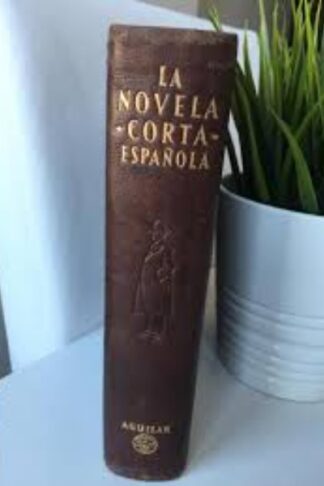 LA
NOVELA
-CORTA-
ESPAÑOLA
AGUILAR